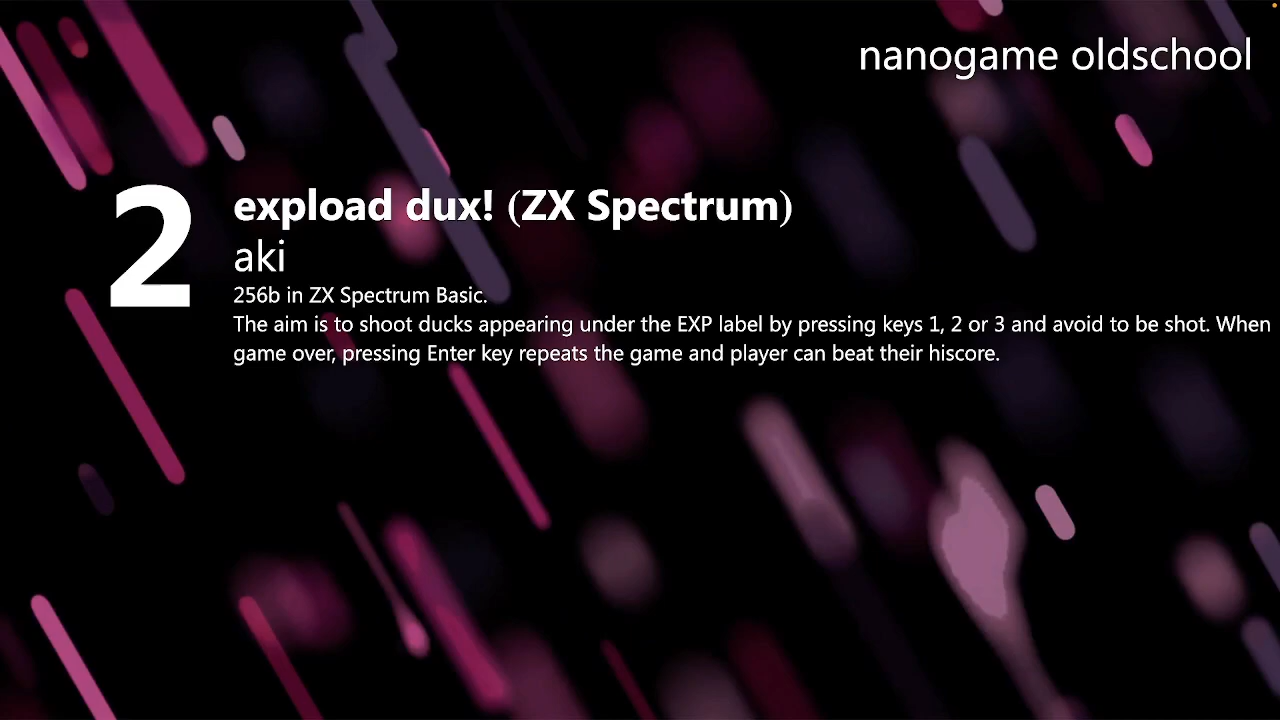 nanogame oldschool
2
expload dux! (ZX Spectrum)
aki
256b in ZX Spectrum Basic.
The aim is to shoot ducks appearing under the EXP label by pressing keys 1, 2 or 3 and avoid to be shot. When
game over, pressing Enter key repeats the game and player can beat their hiscore.